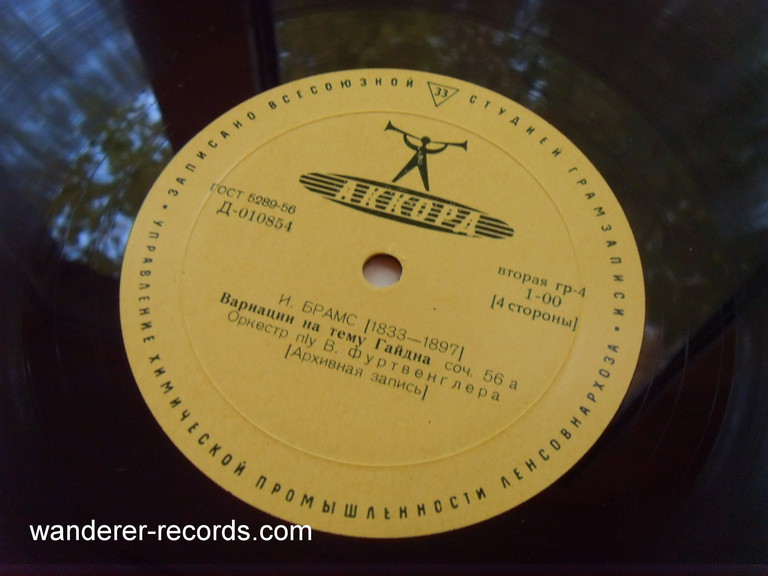 ЗАПИСАНО ВСЕСОЮЗНОЙ СТУДИЕЙ ГРАМЗАПИСИ • УПРАВЛЕНИЕ ХИМИЧЕСКОЙ ПРОМЫШЛЕННОСТИ ЛЕНСОВНАРХОЗА •
33
АККОРД
ГОСТ 5289-56
Д-010854
вторая гр-4
1-00
[4 стороны]
И. БРАМС [1833—1897]
Вариации на тему Гайдна соч. 56 а
Оркестр п/у В. Фуртвенглера
[Архивная запись]
wanderer-records.com